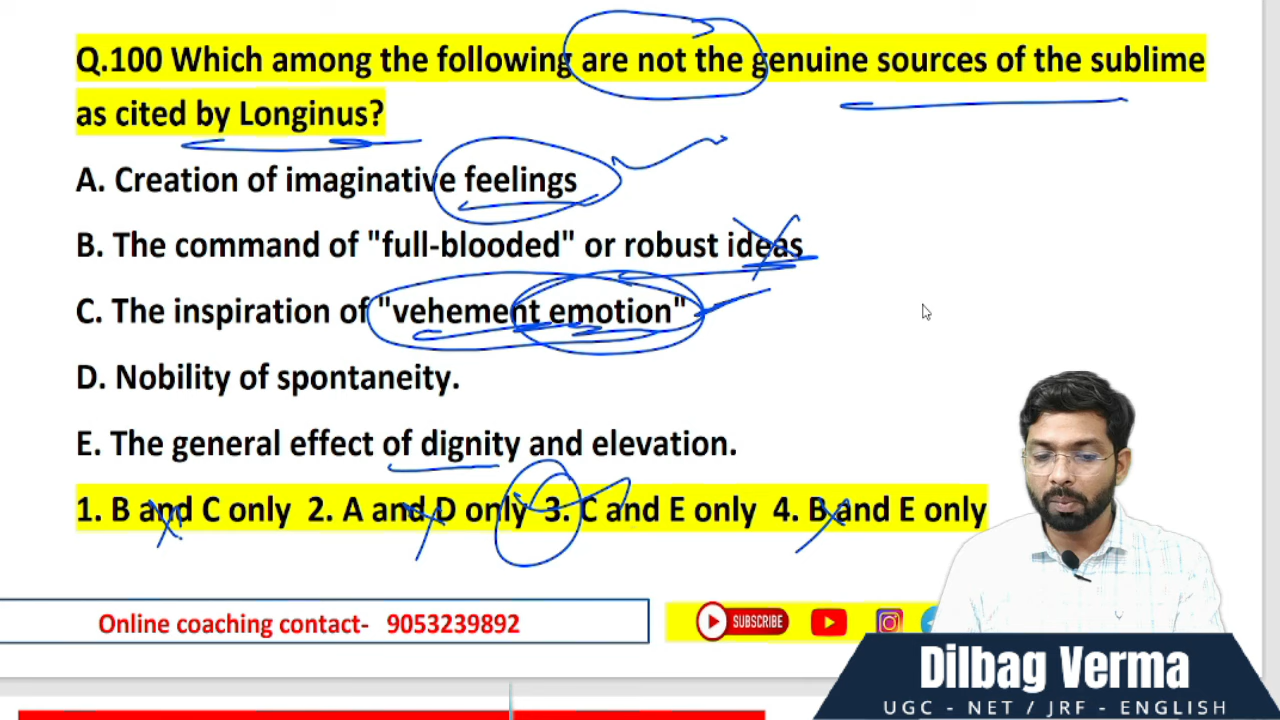 Q.100 Which among the following are not the genuine sources of the sublime
as cited by Longinus?
A. Creation of imaginative feelings
B. The command of "full-blooded" or robust ideas
C. The inspiration of "vehement emotion"
D. Nobility of spontaneity.
E. The general effect of dignity and elevation.
1. B and C only 2. A and D only 3. C and E only 4. B and E only
Online coaching contact- 9053239892
SUBSCRIBE
Dilbag Verma
UGC - NET / JRF - ENGLISH